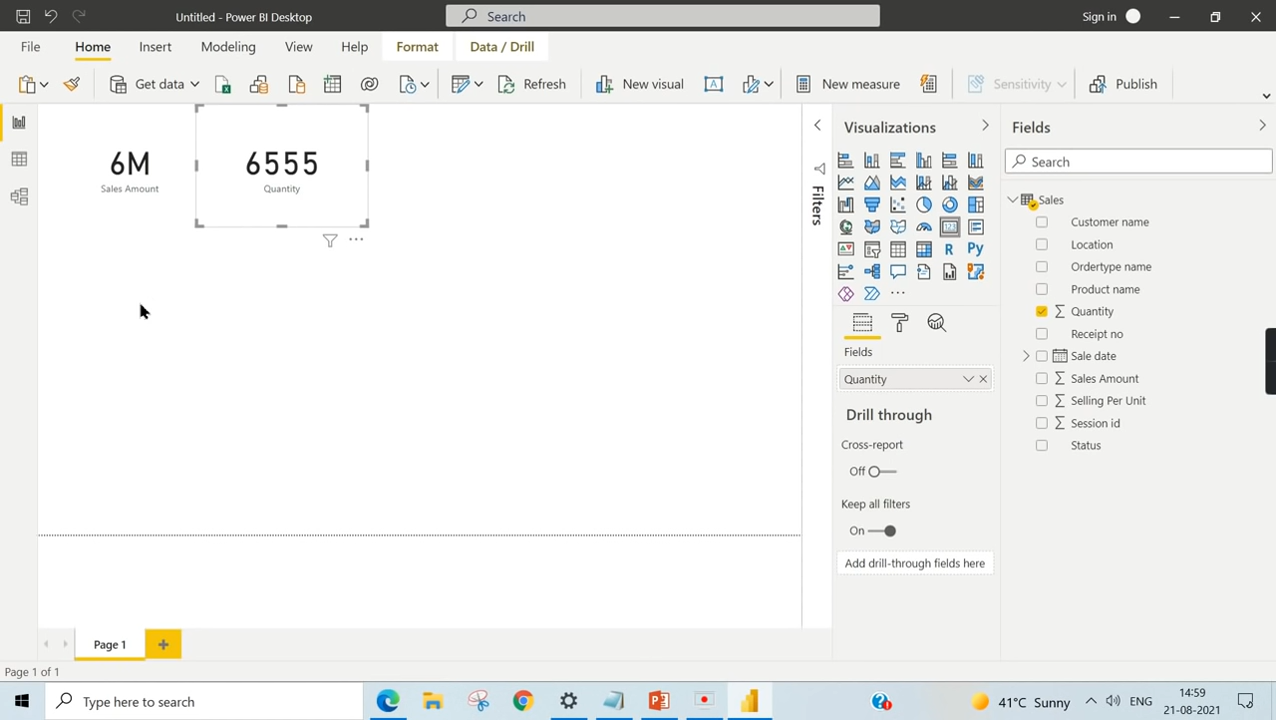 Untitled - Power BI Desktop
Search
Sign in
File
Home
Insert
Modeling
View
Help
Format
Data / Drill
Get data
Refresh
New visual
New measure
Sensitivity
Publish
6M
Sales Amount
6555
Quantity
Filters
Visualizations
R
Py
Fields
Quantity
Drill through
Cross-report
Off
Keep all filters
On
Add drill-through fields here
Fields
Search
Sales
Customer name
Location
Ordertype name
Product name
Quantity
Receipt no
Sale date
Sales Amount
Selling Per Unit
Session id
Status
Page 1
Page 1 of 1
Type here to search
41°C Sunny
ENG
14:59
21-08-2021